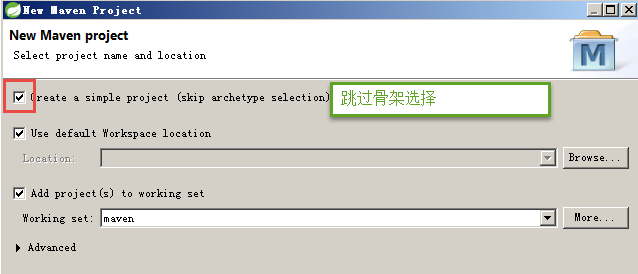 New Maven Project
New Maven project
Select project name and location
M
Create a simple project (skip archetype selection)
跳过骨架选择
Use default Workspace location
Location:
Browse...
Add project(s) to working set
Working set: maven
More...
Advanced